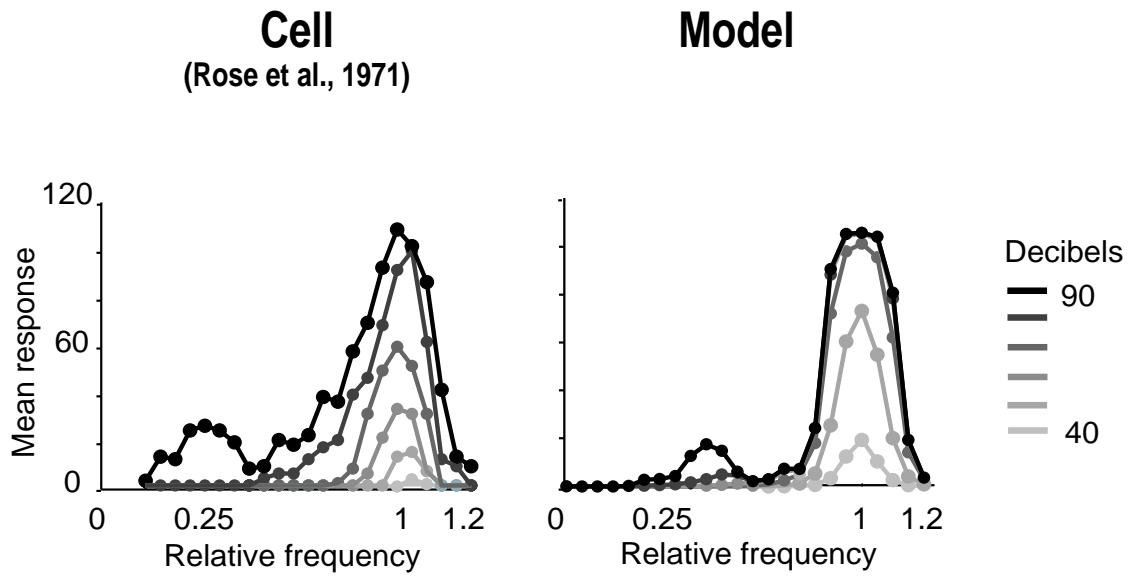 Cell
(Rose et al., 1971)
Model
120
60
0
Mean response
0 0.25 1 1.2
Relative frequency
0 0.25 1 1.2
Relative frequency
Decibels
90
40